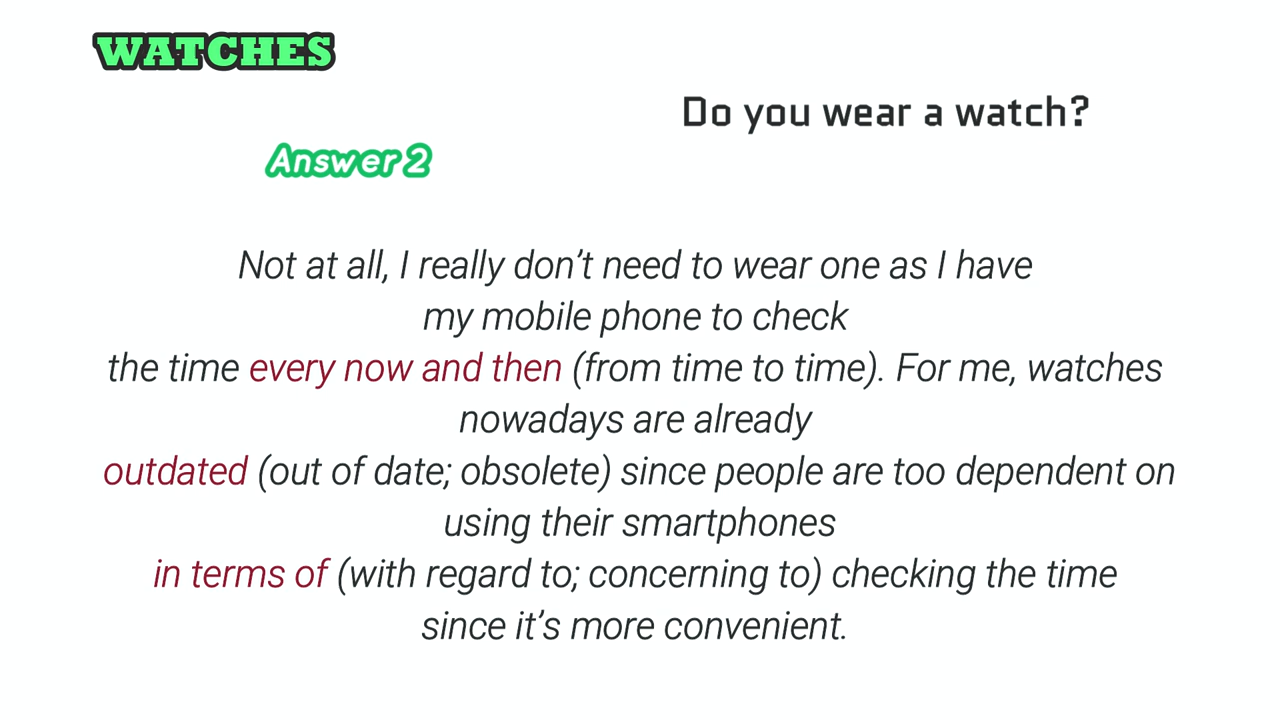 WATCHES
Do you wear a watch?
Answer 2
Not at all, I really don’t need to wear one as I have
my mobile phone to check
the time every now and then (from time to time). For me, watches
nowadays are already
outdated (out of date; obsolete) since people are too dependent on
using their smartphones
in terms of (with regard to; concerning to) checking the time
since it’s more convenient.